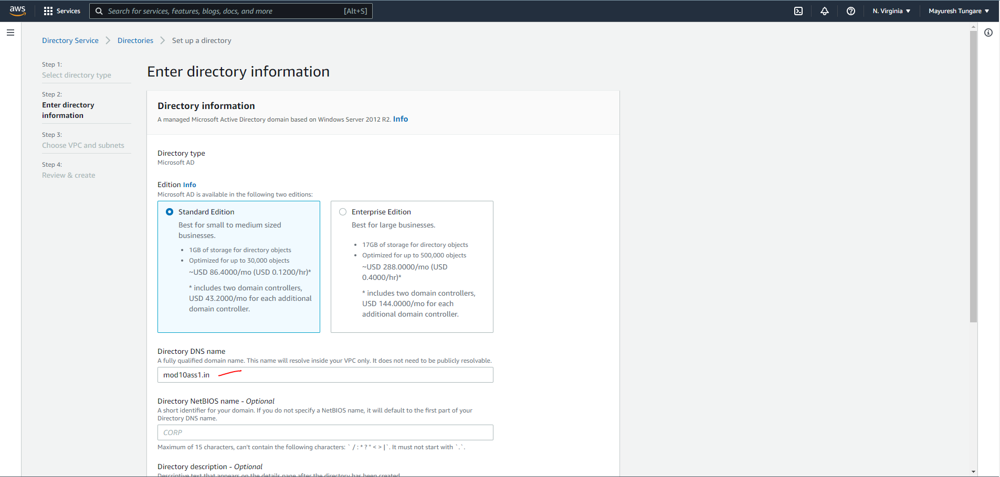 aws
Services
Search for services, features, blogs, docs, and more
[Alt+S]
N. Virginia
Mayuresh Tungare
Directory Service
Directories
Set up a directory
Step 1:
Select directory type
Step 2:
Enter directory
information
Step 3:
Choose VPC and subnets
Step 4:
Review & create
Enter directory information
Directory information
A managed Microsoft Active Directory domain based on Windows Server 2012 R2. Info
Directory type
Microsoft AD
Edition Info
Microsoft AD is available in the following two editions:
Standard Edition
Best for small to medium sized
businesses.
• 1GB of storage for directory objects
• Optimized for up to 30,000 objects
~USD 86.4000/mo (USD 0.1200/hr)*
* includes two domain controllers,
USD 43.2000/mo for each additional
domain controller.
Enterprise Edition
Best for large businesses.
• 17GB of storage for directory objects
• Optimized for up to 500,000 objects
~USD 288.0000/mo (USD
0.4000/hr)*
* includes two domain controllers,
USD 144.0000/mo for each
additional domain controller.
Directory DNS name
A fully qualified domain name. This name will resolve inside your VPC only. It does not need to be publicly resolvable.
mod10ass1.in
Directory NetBIOS name - Optional
A short identifier for your domain. If you do not specify a NetBIOS name, it will default to the first part of your
Directory DNS name.
CORP
Maximum of 15 characters, can't contain the following characters: ` / : * ? " < > |`. It must not start with `.`.
Directory description - Optional
Descriptive text that appears on the details page after the directory has been created.